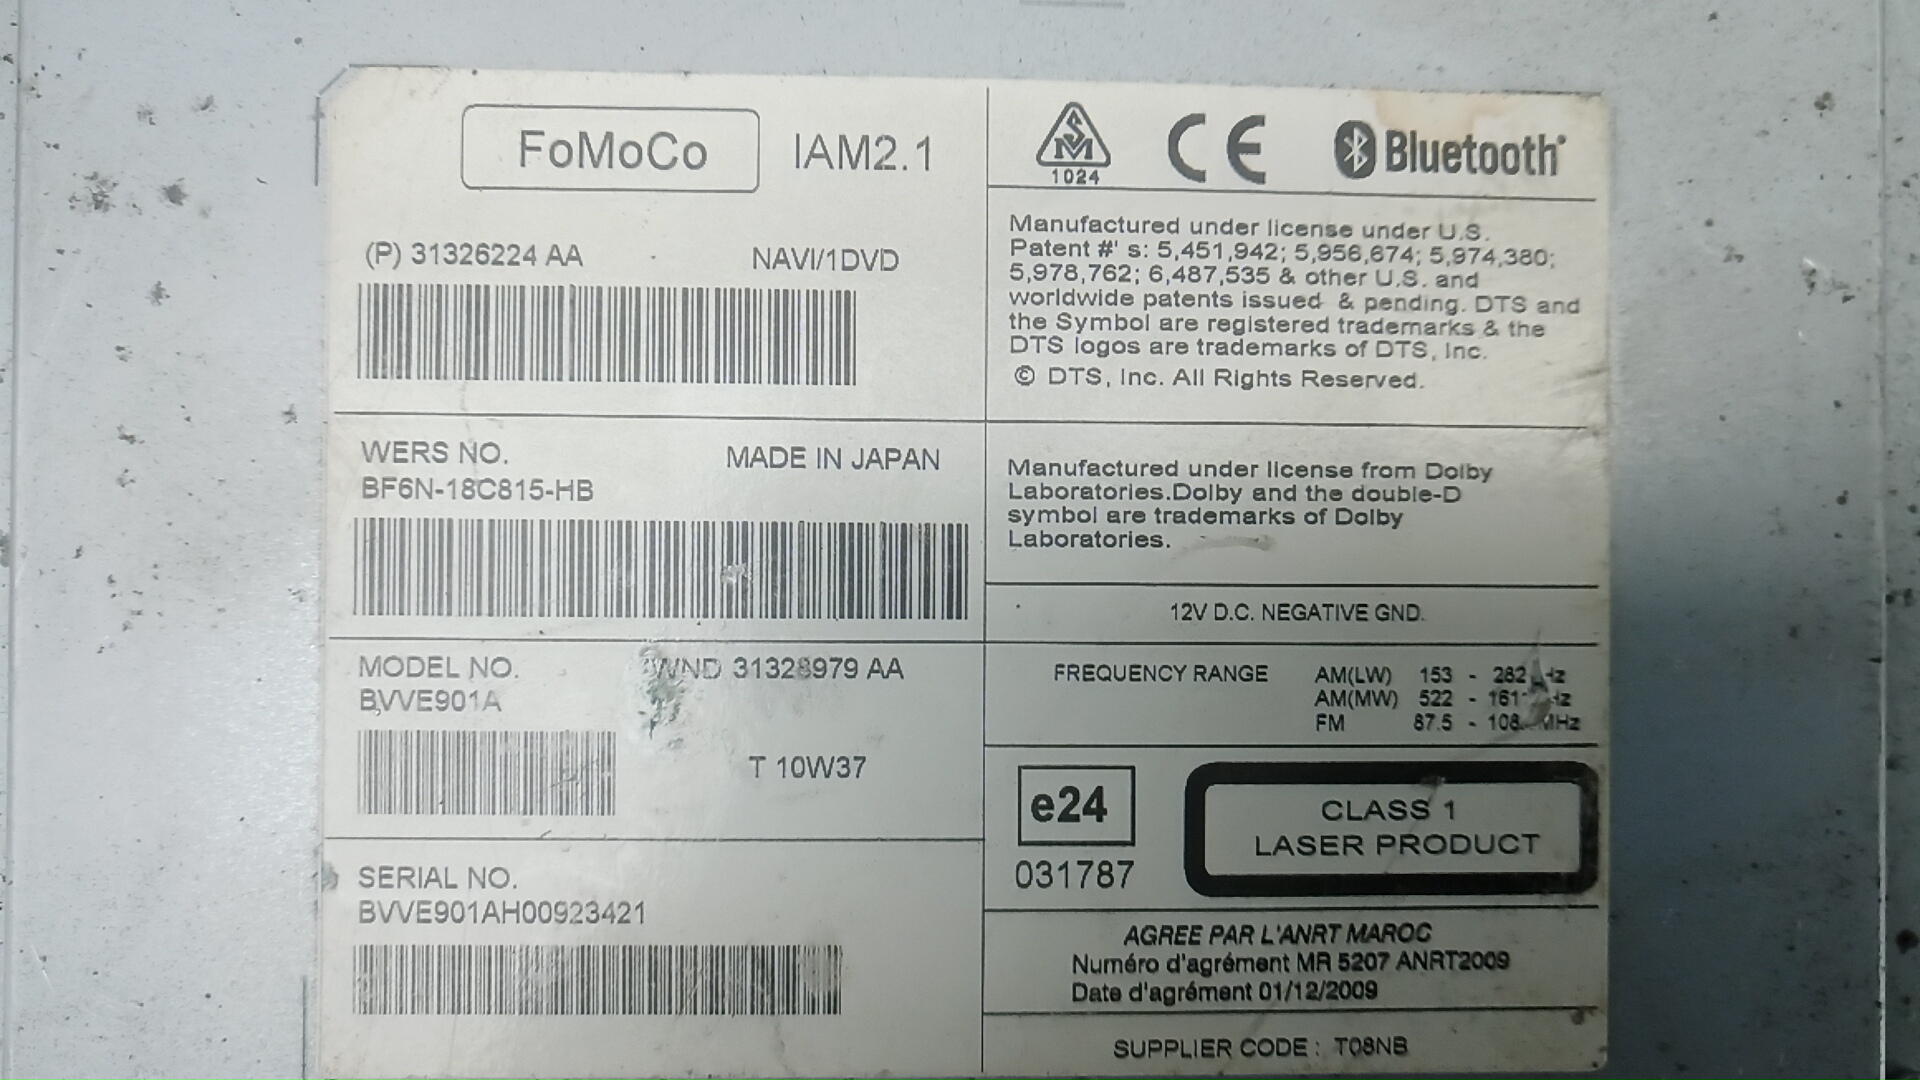 FoMoCo IAM2.1
(P) 31326224 AA NAVI/1DVD
WERS NO. MADE IN JAPAN
BF6N-18C815-HB
MODEL NO. WND 31328979 AA
BVVE901A
T 10W37
SERIAL NO.
BVVE901AH00923421
SM
1024
CE
Bluetooth
Manufactured under license under U.S.
Patent #' s: 5,451,942; 5,956,674; 5,974,380;
5,978,762; 6,487,535 & other U.S. and
worldwide patents issued & pending. DTS and
the Symbol are registered trademarks & the
DTS logos are trademarks of DTS, Inc.
© DTS, Inc. All Rights Reserved.
Manufactured under license from Dolby
Laboratories.Dolby and the double-D
symbol are trademarks of Dolby
Laboratories.
12V D.C. NEGATIVE GND.
FREQUENCY RANGE AM(LW) 153 - 282
AM(MW) 522 -
FM 87.5 - MHz
e24
031787
CLASS 1
LASER PRODUCT
AGREE PAR L'ANRT MAROC
Numéro d'agrément MR 5207 ANRT2009
Date d'agrément 01/12/2009
SUPPLIER CODE : T08NB